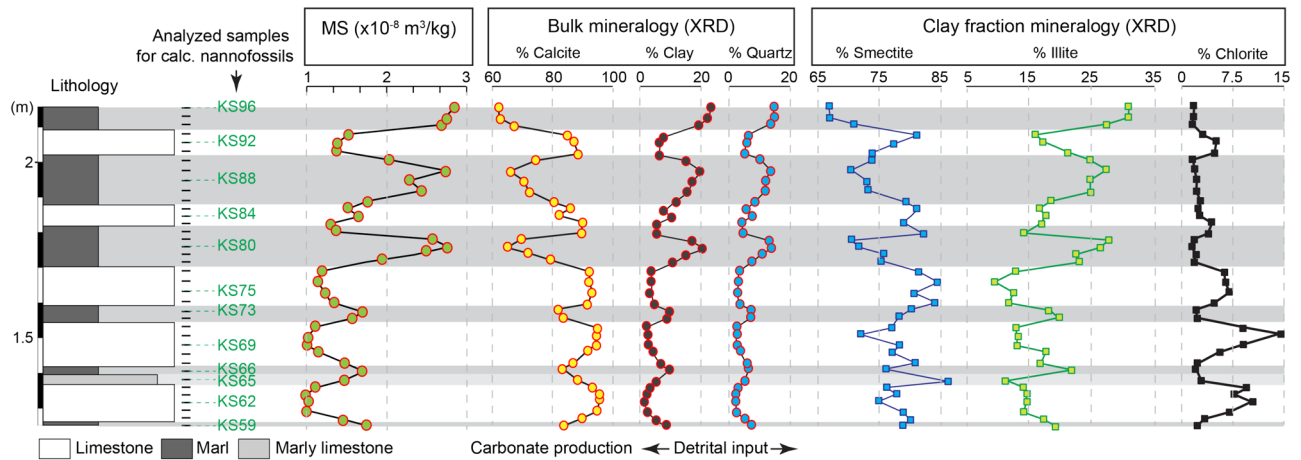 MS (x10⁻⁸ m³/kg)
Bulk mineralogy (XRD)
Clay fraction mineralogy (XRD)
Analyzed samples
for calc. nannofossils
Lithology
% Calcite
% Clay
% Quartz
% Smectite
% Illite
% Chlorite
1 2 3
60 80 100
0 20
0 15 20
65 75 85
5 15 25 35
0 7.5 15
(m)
2
1.5
KS96
KS92
KS88
KS84
KS80
KS75
KS73
KS69
KS66
KS65
KS62
KS59
Limestone
Marl
Marly limestone
Carbonate production
Detrital input